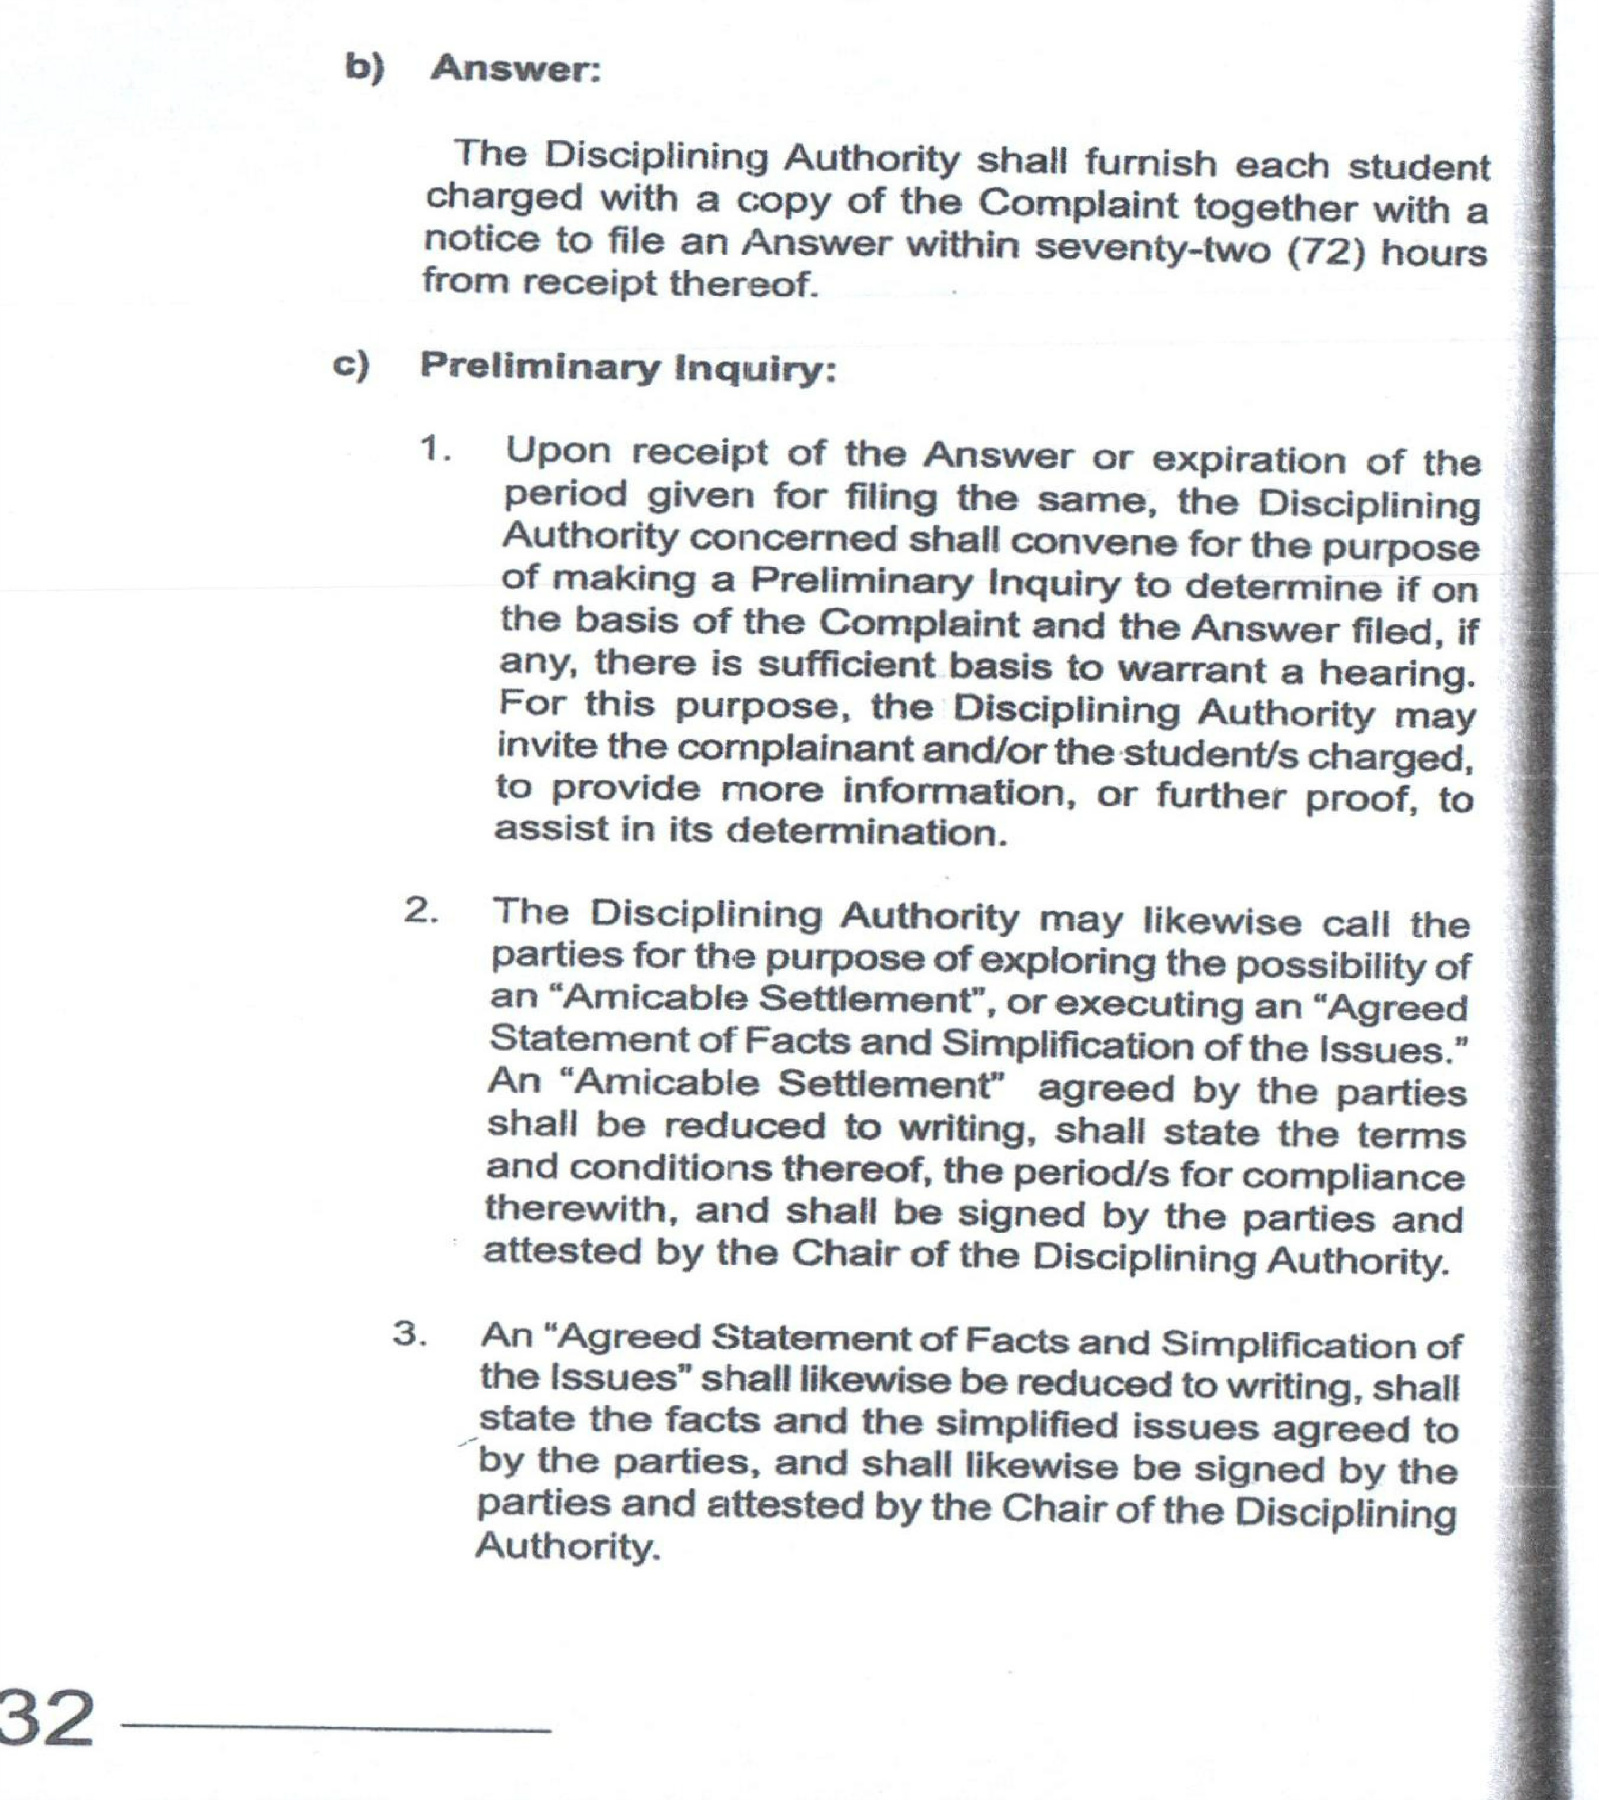 b) Answer:
The Disciplining Authority shall furnish each student
charged with a copy of the Complaint together with a
notice to file an Answer within seventy-two (72) hours
from receipt thereof.
c) Preliminary Inquiry:
1. Upon receipt of the Answer or expiration of the
period given for filing the same, the Disciplining
Authority concerned shall convene for the purpose
of making a Preliminary Inquiry to determine if on
the basis of the Complaint and the Answer filed, if
any, there is sufficient basis to warrant a hearing.
For this purpose, the Disciplining Authority may
invite the complainant and/or the student/s charged,
to provide more information, or further proof, to
assist in its determination.
2. The Disciplining Authority may likewise call the
parties for the purpose of exploring the possibility of
an “Amicable Settlement”, or executing an “Agreed
Statement of Facts and Simplification of the Issues.”
An “Amicable Settlement” agreed by the parties
shall be reduced to writing, shall state the terms
and conditions thereof, the period/s for compliance
therewith, and shall be signed by the parties and
attested by the Chair of the Disciplining Authority.
3. An “Agreed Statement of Facts and Simplification of
the Issues” shall likewise be reduced to writing, shall
state the facts and the simplified issues agreed to
by the parties, and shall likewise be signed by the
parties and attested by the Chair of the Disciplining
Authority.
32